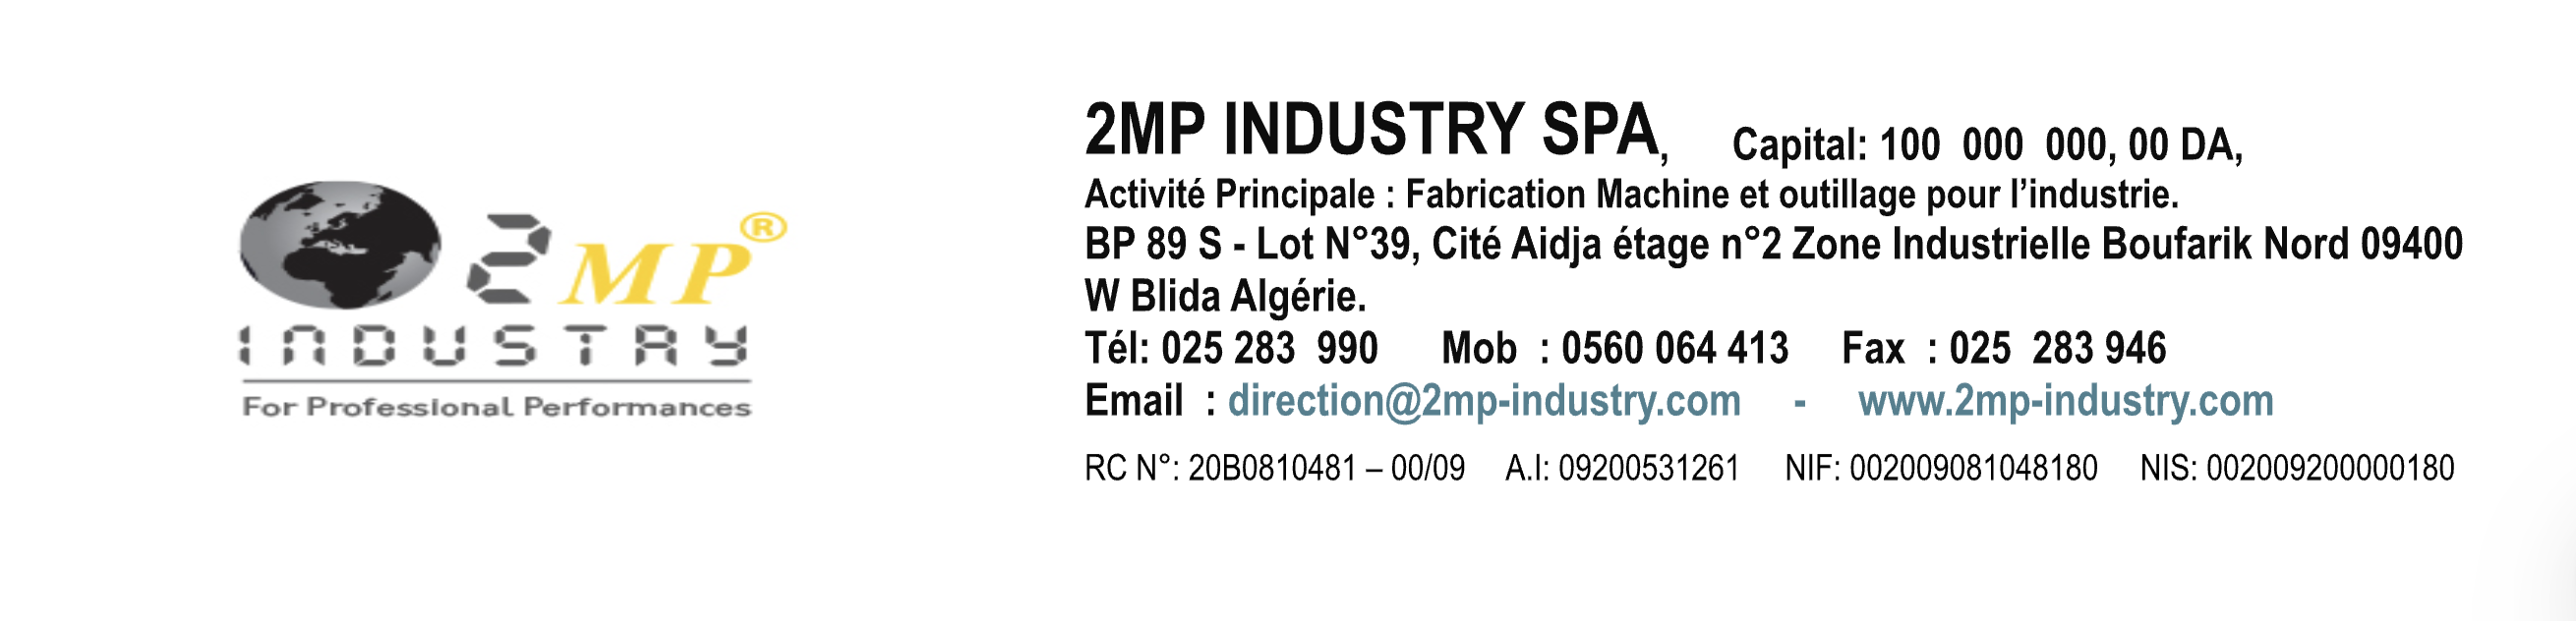 2MP®
INDUSTRY
For Professional Performances
2MP INDUSTRY SPA, Capital: 100 000 000, 00 DA,
Activité Principale : Fabrication Machine et outillage pour l’industrie.
BP 89 S - Lot N°39, Cité Aidja étage n°2 Zone Industrielle Boufarik Nord 09400
W Blida Algérie.
Tél: 025 283 990 Mob : 0560 064 413 Fax : 025 283 946
Email : direction@2mp-industry.com - www.2mp-industry.com
RC N°: 20B0810481 – 00/09 A.I: 09200531261 NIF: 002009081048180 NIS: 002009200000180